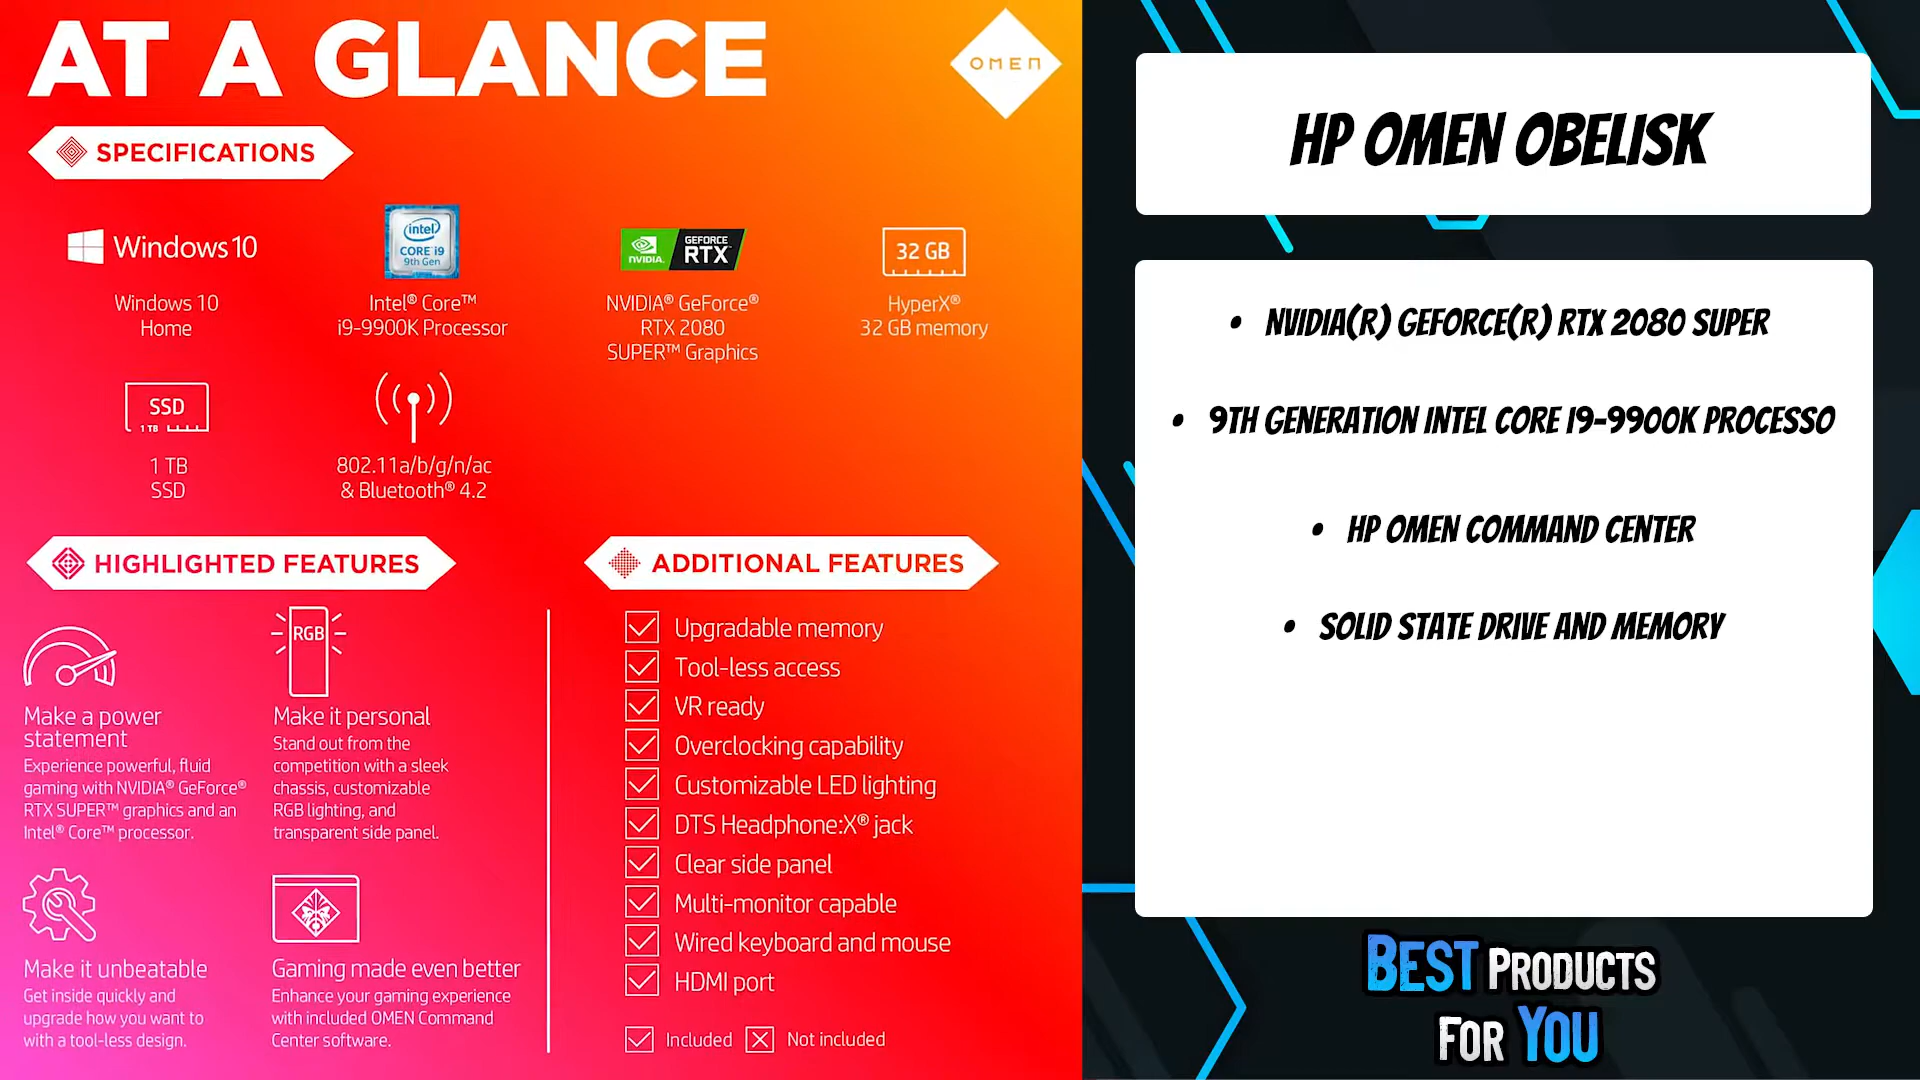 AT A GLANCE
OMEN
SPECIFICATIONS
Windows 10
intel
CORE i9
9th Gen
NVIDIA.
GEFORCE
RTX
32 GB
Windows 10
Home
Intel® Core™
i9-9900K Processor
NVIDIA® GeForce®
RTX 2080
SUPER™ Graphics
HyperX®
32 GB memory
SSD
1 TB
1 TB
SSD
802.11a/b/g/n/ac
& Bluetooth® 4.2
HIGHLIGHTED FEATURES
Make a power
statement
Experience powerful, fluid
gaming with NVIDIA® GeForce®
RTX SUPER™ graphics and an
Intel® Core™ processor.
RGB
Make it personal
Stand out from the
competition with a sleek
chassis, customizable
RGB lighting, and
transparent side panel.
Make it unbeatable
Get inside quickly and
upgrade how you want to
with a tool-less design.
Gaming made even better
Enhance your gaming experience
with included OMEN Command
Center software.
ADDITIONAL FEATURES
Upgradable memory
Tool-less access
VR ready
Overclocking capability
Customizable LED lighting
DTS Headphone:X® jack
Clear side panel
Multi-monitor capable
Wired keyboard and mouse
HDMI port
Included
Not included
HP OMEN OBELISK
• NVIDIA(R) GEFORCE(R) RTX 2080 SUPER
• 9TH GENERATION INTEL CORE I9-9900K PROCESSO
• HP OMEN COMMAND CENTER
• SOLID STATE DRIVE AND MEMORY
BEST PRODUCTS
FOR YOU